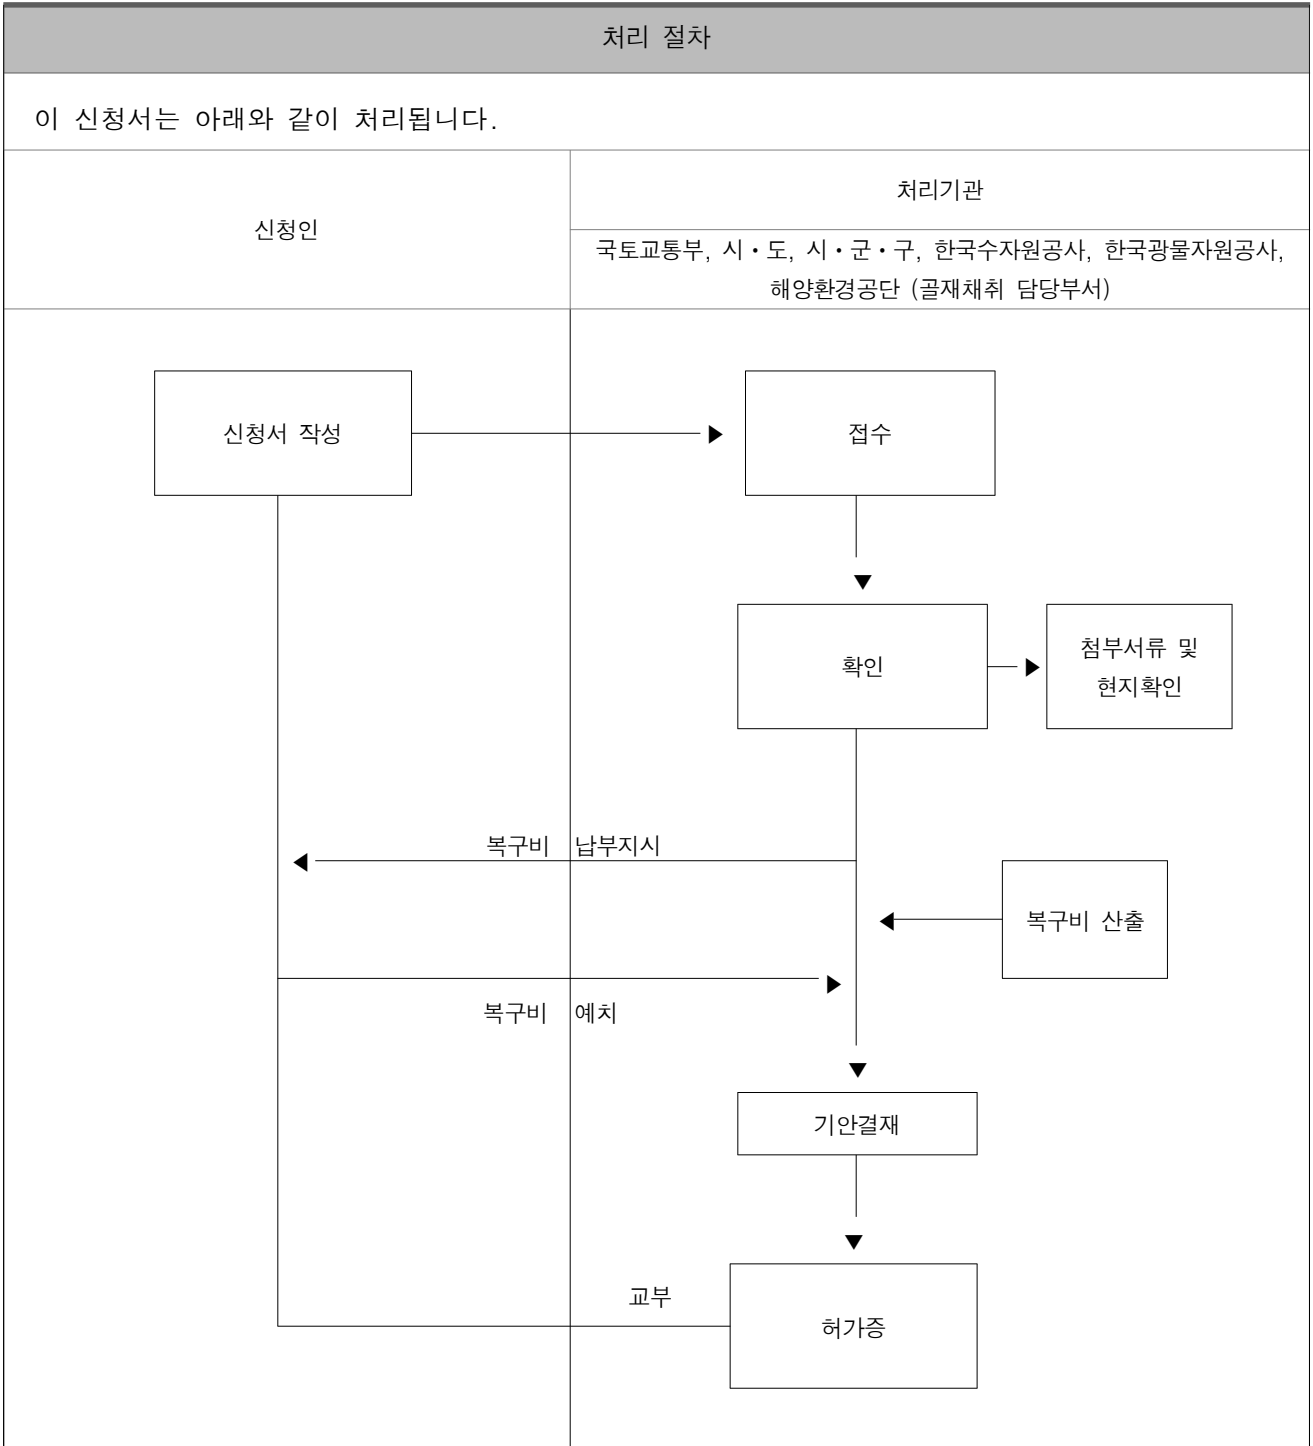 처리 절차
이 신청서는 아래와 같이 처리됩니다.
신청인
처리기관
국토교통부, 시・도, 시・군・구, 한국수자원공사, 한국광물자원공사,
해양환경공단 (골재채취 담당부서)
신청서 작성
접수
확인
첨부서류 및
현지확인
복구비 납부지시
복구비 산출
복구비 예치
기안결재
교부
허가증